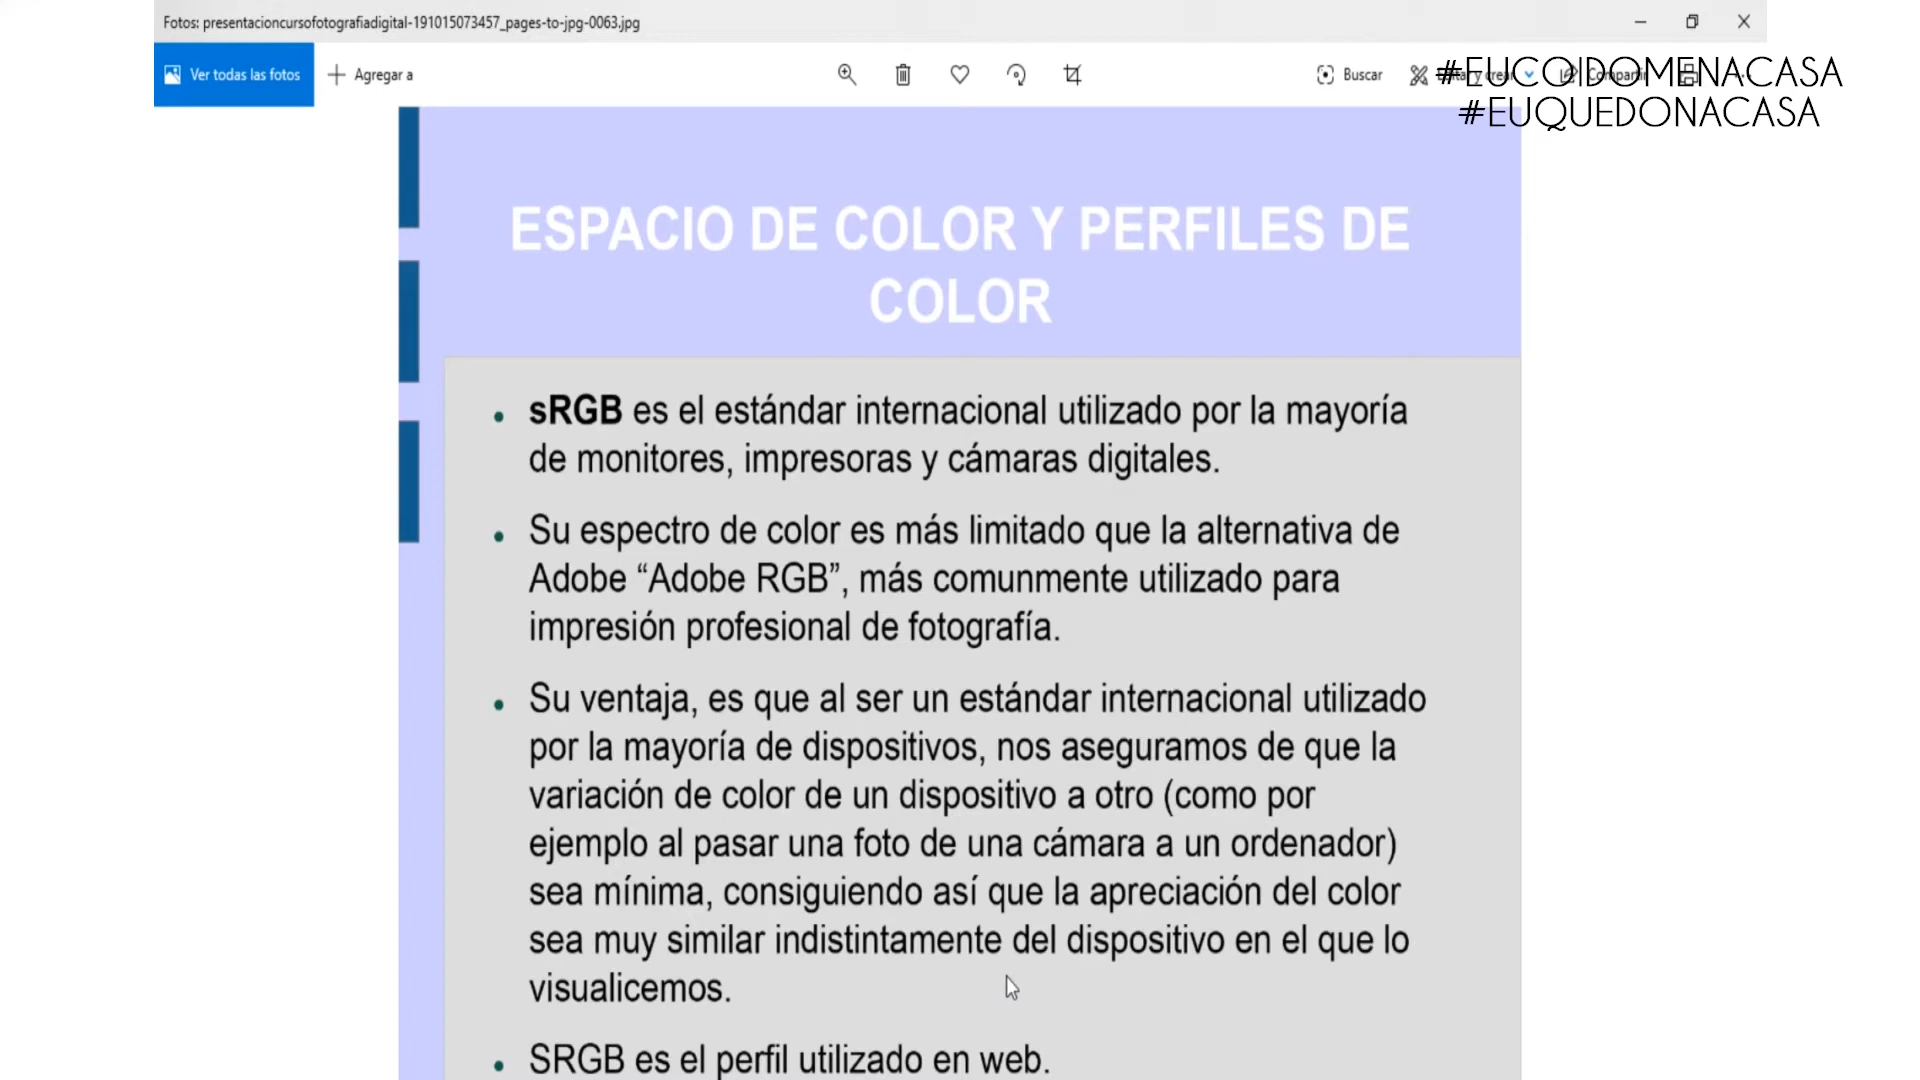 Fotos: presentacioncursofotografiadigital-191015073457_pages-to-jpg-0063.jpg
Ver todas las fotos
Agregar a
Buscar
Editar y crear
Compartir
#EUCOIDOMENACASA
#EUQUEDONACASA
ESPACIO DE COLOR Y PERFILES DE
COLOR
• sRGB es el estándar internacional utilizado por la mayoría
de monitores, impresoras y cámaras digitales.
• Su espectro de color es más limitado que la alternativa de
Adobe “Adobe RGB”, más comunmente utilizado para
impresión profesional de fotografía.
• Su ventaja, es que al ser un estándar internacional utilizado
por la mayoría de dispositivos, nos aseguramos de que la
variación de color de un dispositivo a otro (como por
ejemplo al pasar una foto de una cámara a un ordenador)
sea mínima, consiguiendo así que la apreciación del color
sea muy similar indistintamente del dispositivo en el que lo
visualicemos.
• SRGB es el perfil utilizado en web.